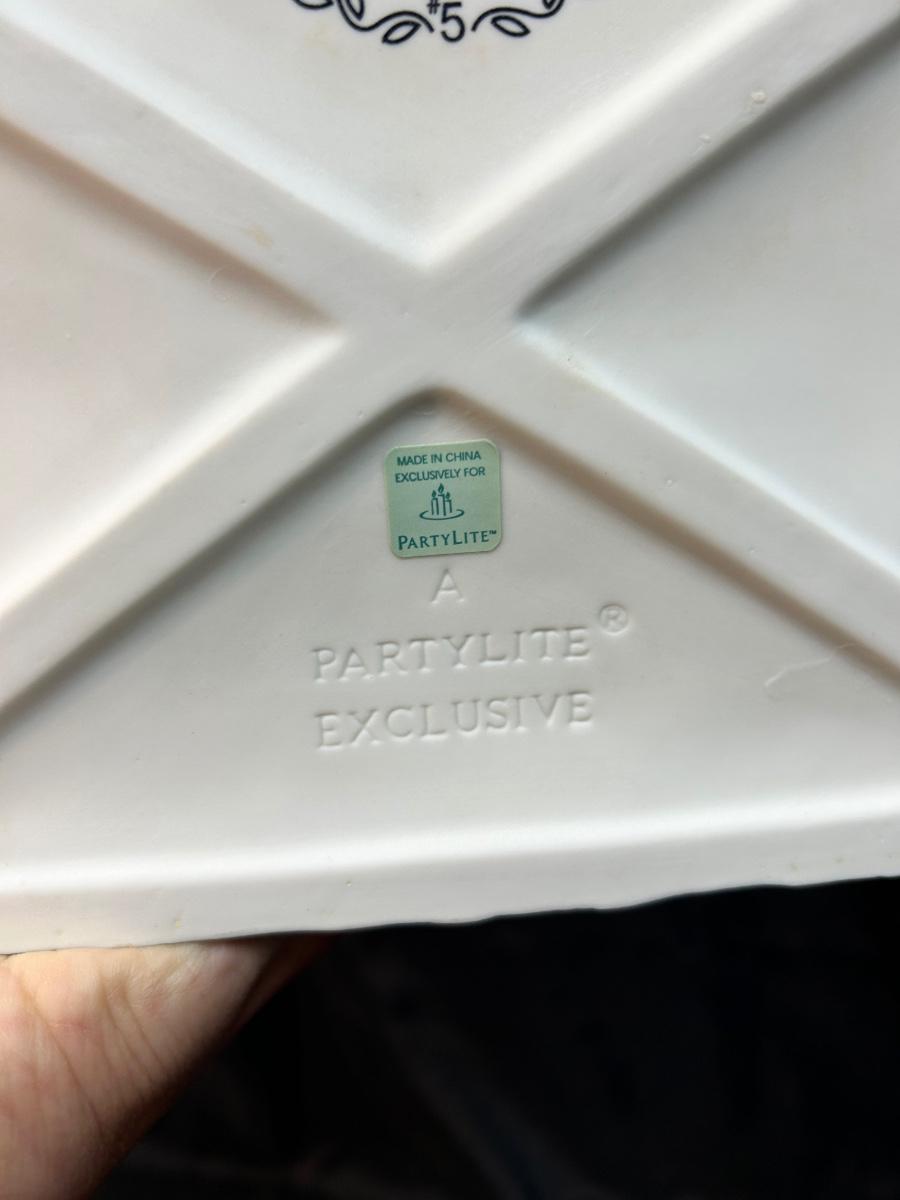 #5
MADE IN CHINA
EXCLUSIVELY FOR
PARTYLITE™
A
PARTYLITE®
EXCLUSIVE